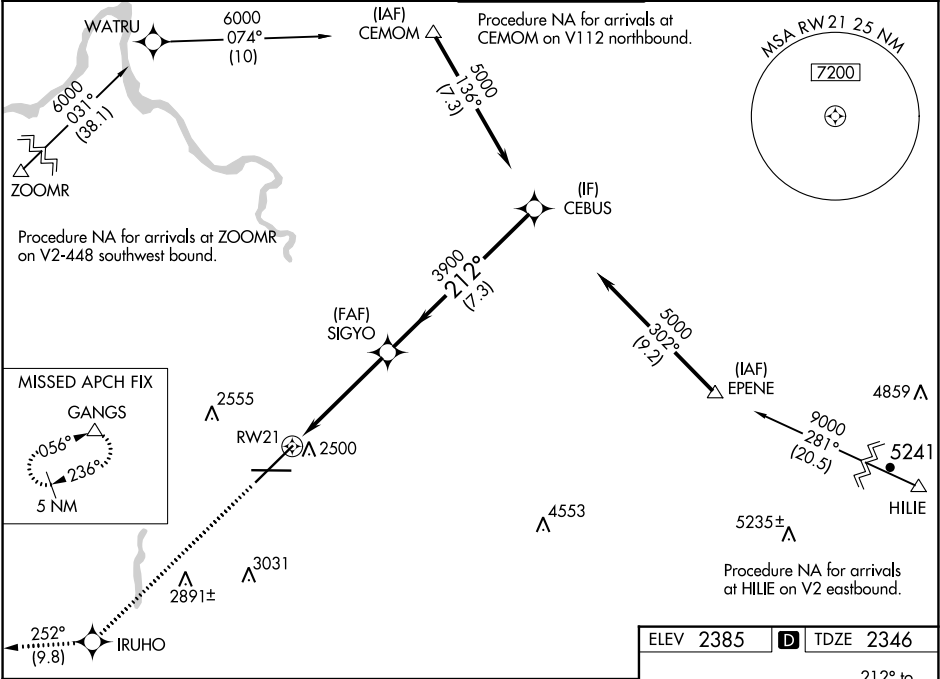 WATRU
6000
074°
(10)
(IAF)
CEMOM
Procedure NA for arrivals at
CEMOM on V112 northbound.
MSA RW21 25 NM
7200
6000
031°
(38.1)
ZOOMR
5000
136°
(7.3)
(IF)
CEBUS
Procedure NA for arrivals at ZOOMR
on V2-448 southwest bound.
3900
212°
(7.3)
(FAF)
SIGYO
5000
302°
(9.2)
(IAF)
EPENE
4859
9000
281°
(20.5)
5241
HILIE
MISSED APCH FIX
GANGS
056°
236°
5 NM
2555
RW21
2500
4553
5235±
3031
2891±
Procedure NA for arrivals
at HILIE on V2 eastbound.
252°
(9.8)
IRUHO
ELEV 2385 D TDZE 2346
212° to